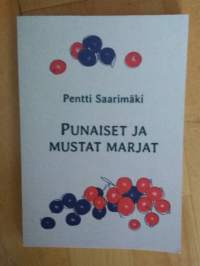 Pentti Saarimäki
PUNAISET JA
MUSTAT MARJAT